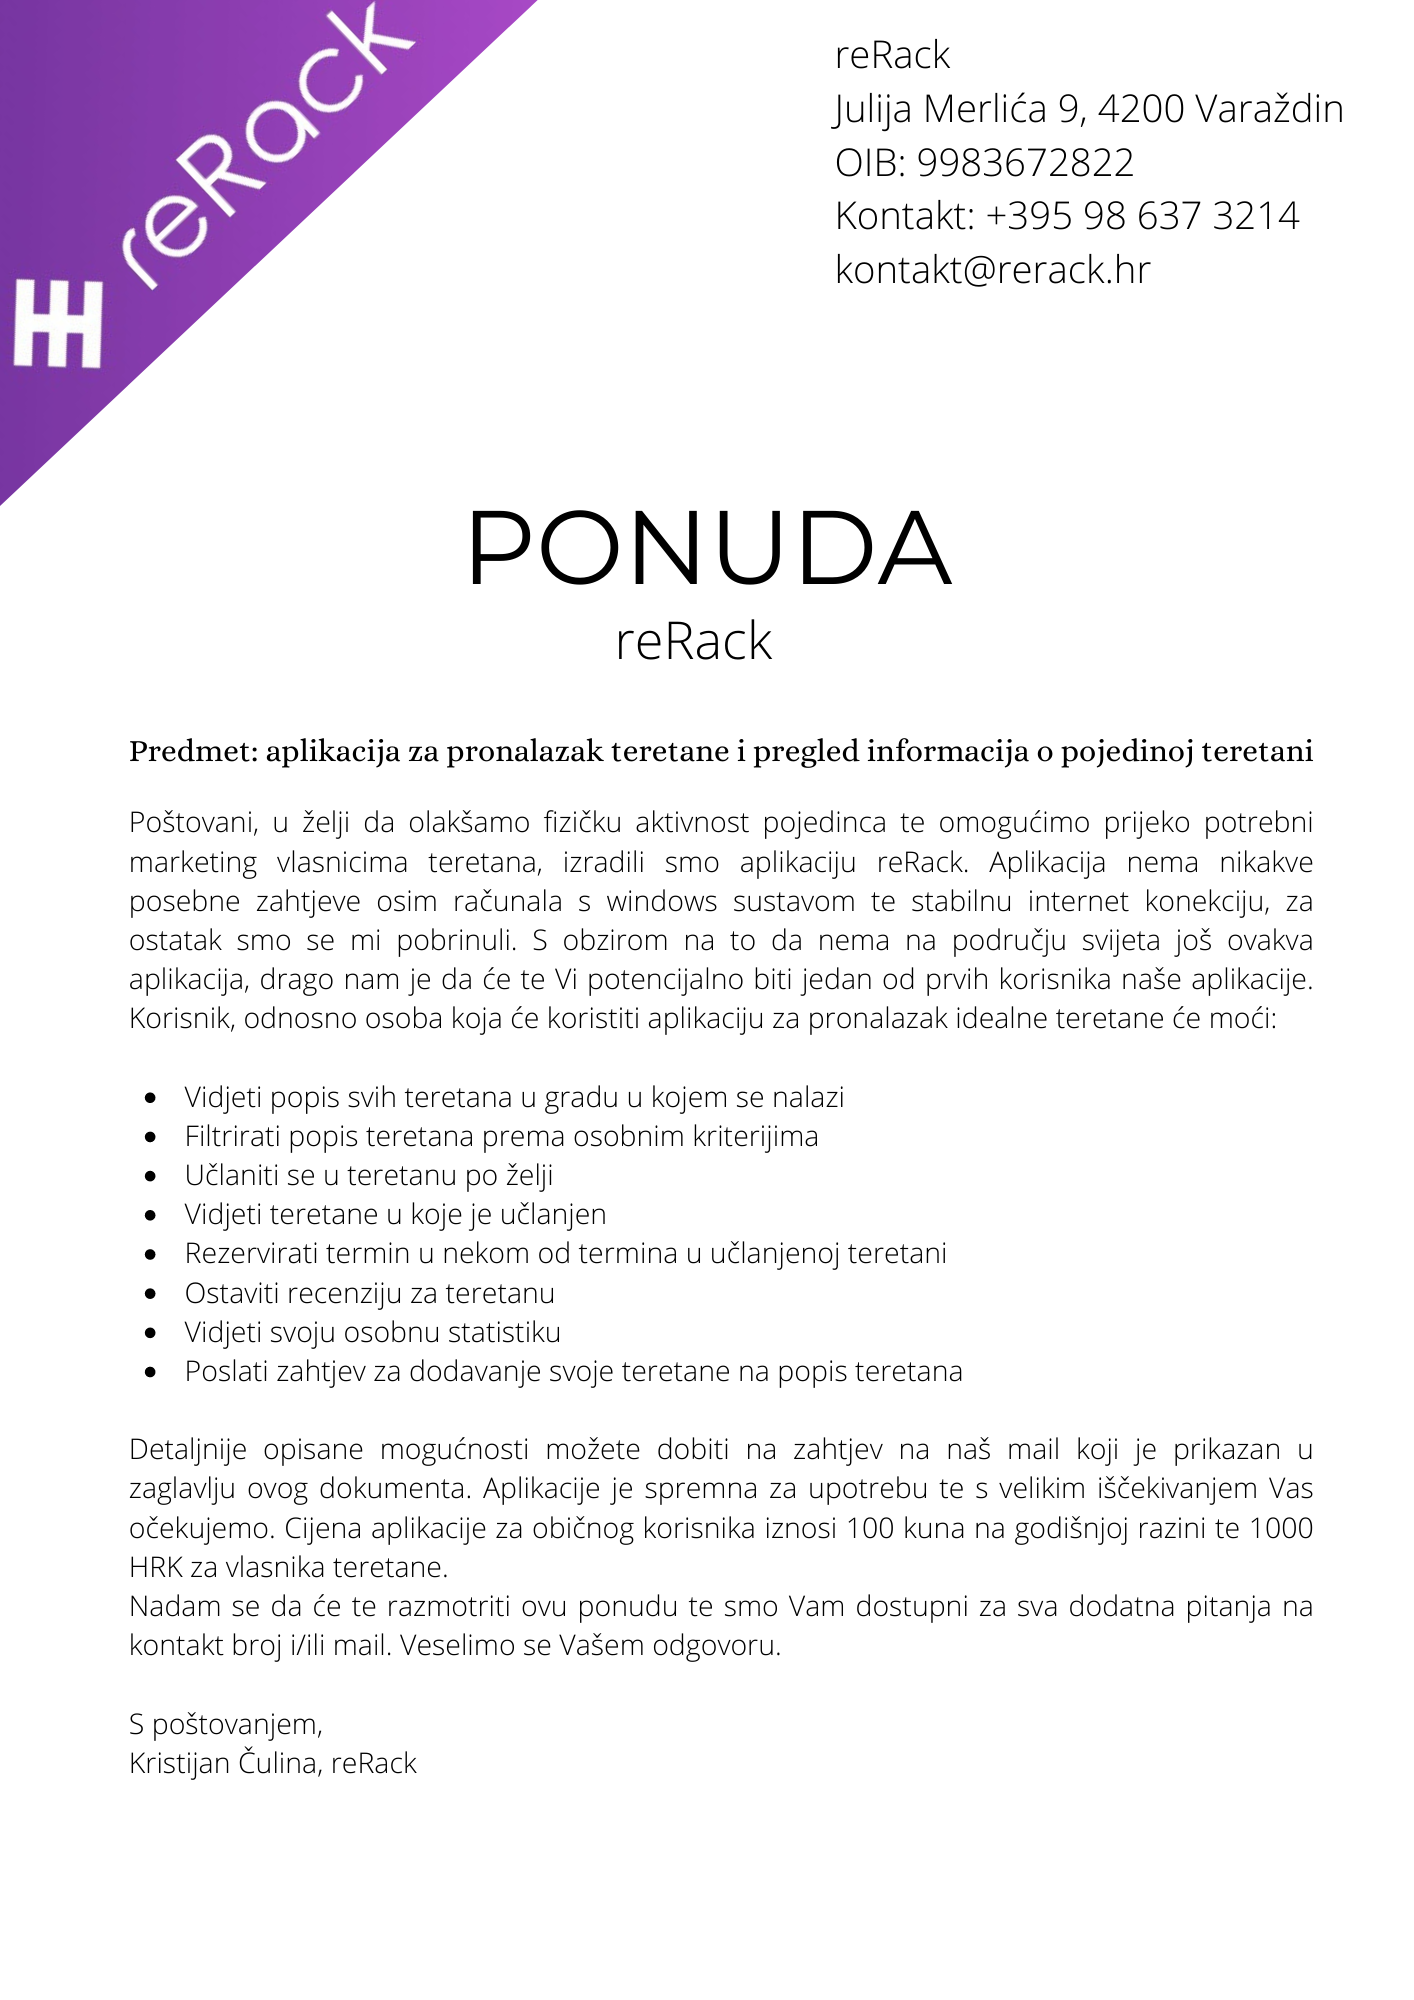 reRack
reRack
Julija Merlića 9, 4200 Varaždin
OIB: 9983672822
Kontakt: +395 98 637 3214
kontakt@rerack.hr
PONUDA
reRack
Predmet: aplikacija za pronalazak teretane i pregled informacija o pojedinoj teretani
Poštovani, u želji da olakšamo fizičku aktivnost pojedinca te omogućimo prijeko potrebni
marketing vlasnicima teretana, izradili smo aplikaciju reRack. Aplikacija nema nikakve
posebne zahtjeve osim računala s windows sustavom te stabilnu internet konekciju, za
ostatak smo se mi pobrinuli. S obzirom na to da nema na području svijeta još ovakva
aplikacija, drago nam je da će te Vi potencijalno biti jedan od prvih korisnika naše aplikacije.
Korisnik, odnosno osoba koja će koristiti aplikaciju za pronalazak idealne teretane će moći:
• Vidjeti popis svih teretana u gradu u kojem se nalazi
• Filtrirati popis teretana prema osobnim kriterijima
• Učlaniti se u teretanu po želji
• Vidjeti teretane u koje je učlanjen
• Rezervirati termin u nekom od termina u učlanjenoj teretani
• Ostaviti recenziju za teretanu
• Vidjeti svoju osobnu statistiku
• Poslati zahtjev za dodavanje svoje teretane na popis teretana
Detaljnije opisane mogućnosti možete dobiti na zahtjev na naš mail koji je prikazan u
zaglavlju ovog dokumenta. Aplikacije je spremna za upotrebu te s velikim iščekivanjem Vas
očekujemo. Cijena aplikacije za običnog korisnika iznosi 100 kuna na godišnjoj razini te 1000
HRK za vlasnika teretane.
Nadam se da će te razmotriti ovu ponudu te smo Vam dostupni za sva dodatna pitanja na
kontakt broj i/ili mail. Veselimo se Vašem odgovoru.
S poštovanjem,
Kristijan Čulina, reRack